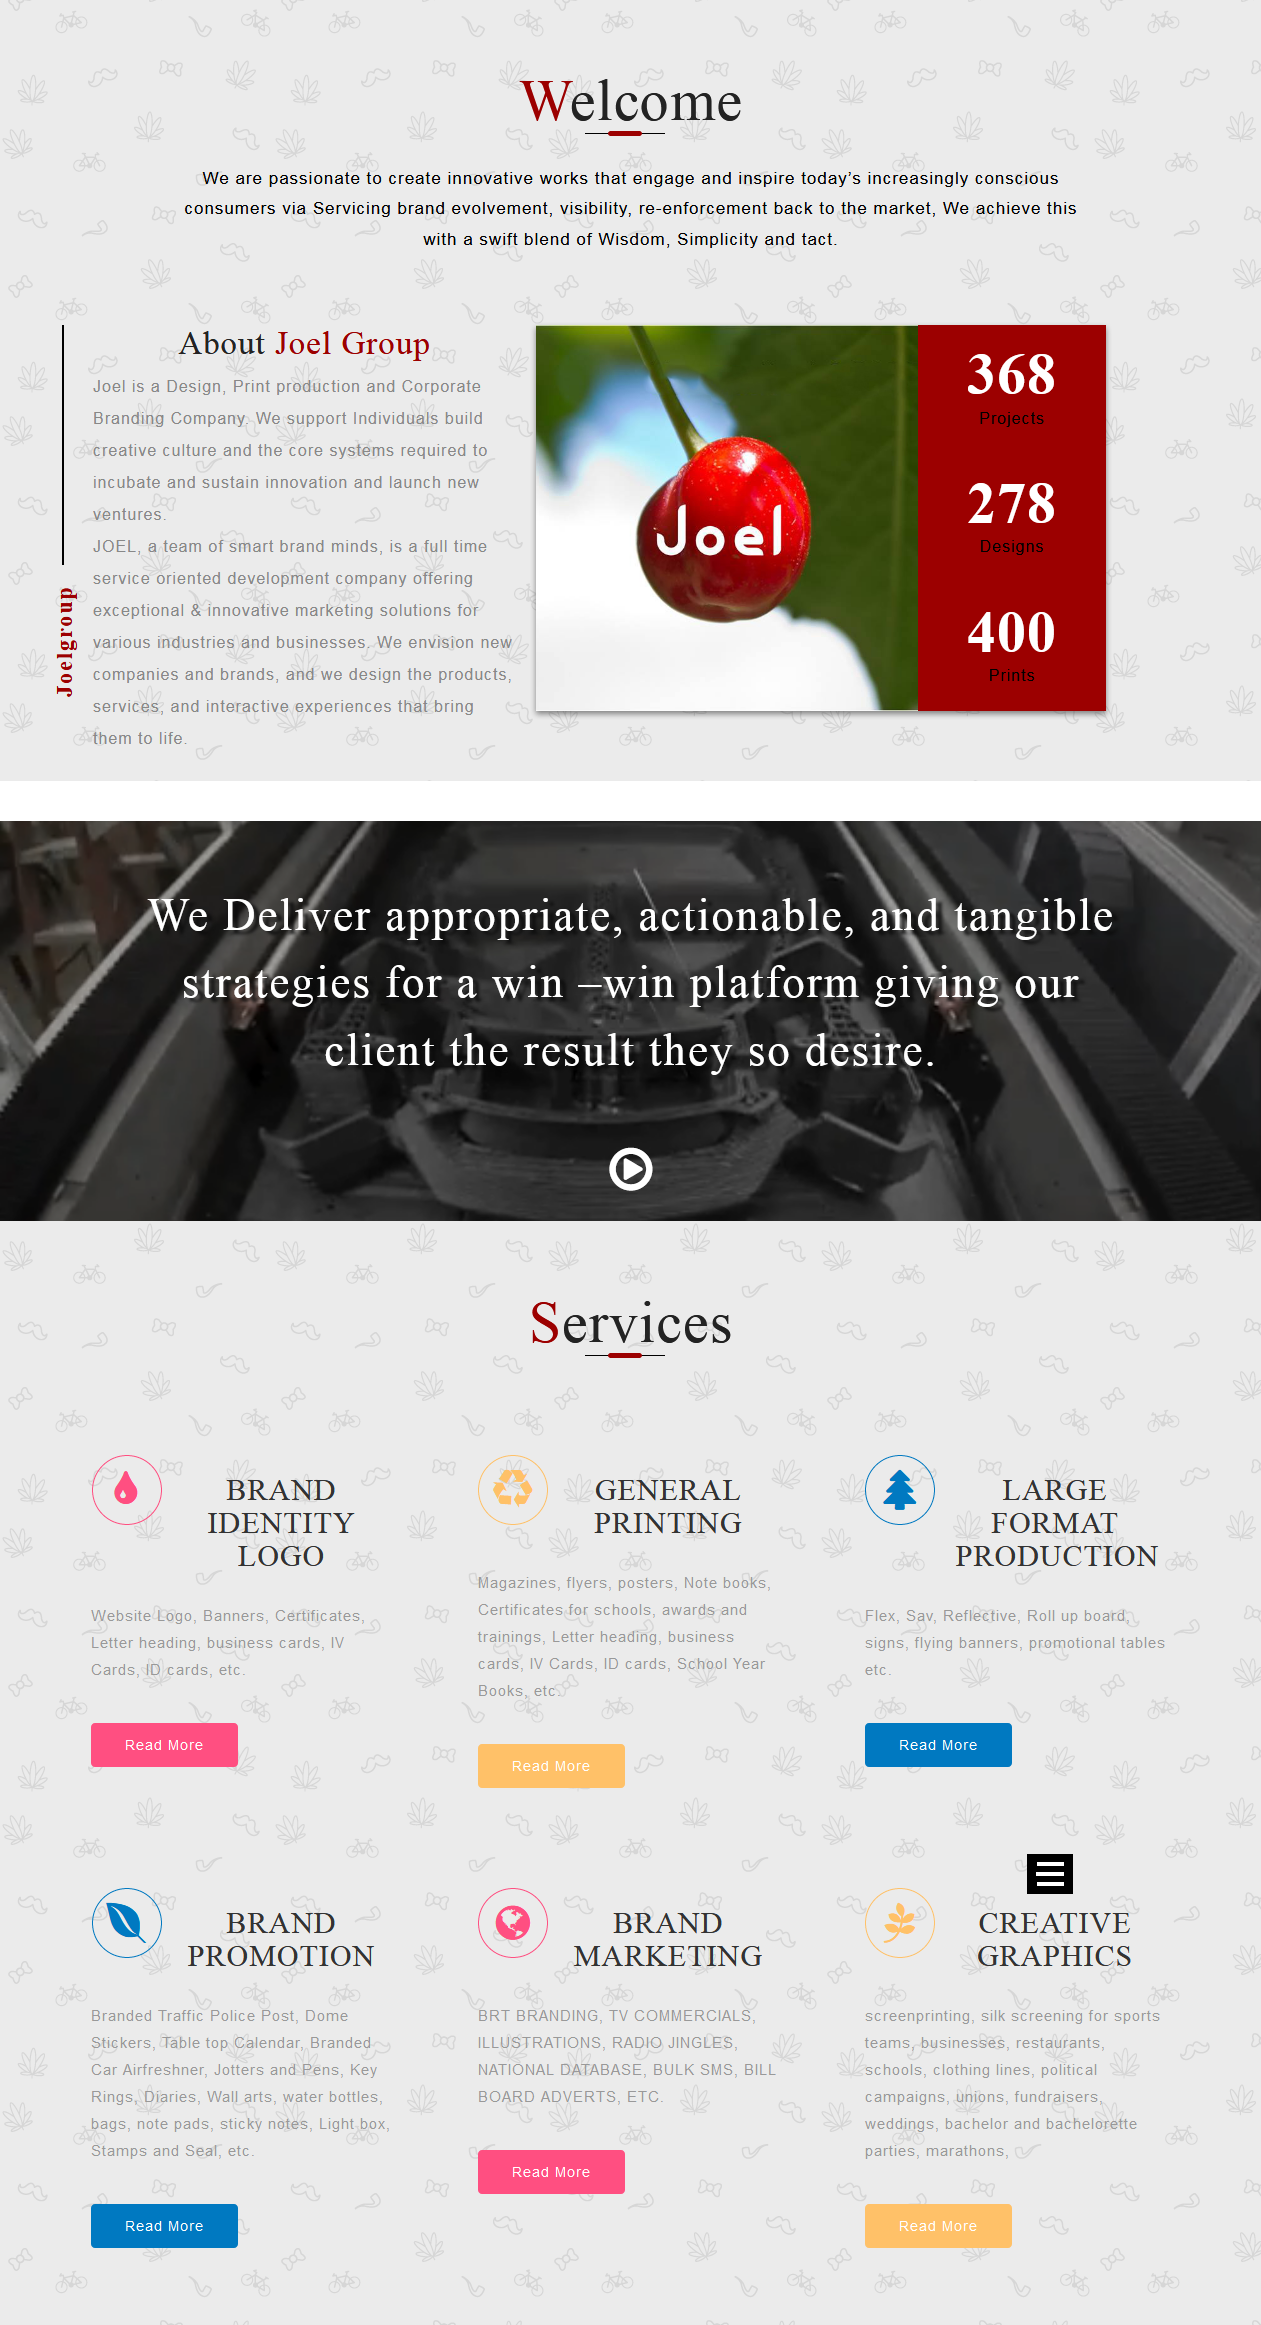 Welcome
We are passionate to create innovative works that engage and inspire today’s increasingly conscious
consumers via Servicing brand evolvement, visibility, re-enforcement back to the market, We achieve this
with a swift blend of Wisdom, Simplicity and tact.
Joelgroup
About Joel Group
Joel is a Design, Print production and Corporate
Branding Company. We support Individuals build
creative culture and the core systems required to
incubate and sustain innovation and launch new
ventures.
JOEL, a team of smart brand minds, is a full time
service oriented development company offering
exceptional & innovative marketing solutions for
various industries and businesses. We envision new
companies and brands, and we design the products,
services, and interactive experiences that bring
them to life.
Joel
368
Projects
278
Designs
400
Prints
We Deliver appropriate, actionable, and tangible
strategies for a win –win platform giving our
client the result they so desire.
Services
BRAND
IDENTITY
LOGO
Website Logo, Banners, Certificates,
Letter heading, business cards, IV
Cards, ID cards, etc.
Read More
GENERAL
PRINTING
Magazines, flyers, posters, Note books,
Certificates for schools, awards and
trainings, Letter heading, business
cards, IV Cards, ID cards, School Year
Books, etc.
Read More
LARGE
FORMAT
PRODUCTION
Flex, Sav, Reflective, Roll up board,
signs, flying banners, promotional tables
etc.
Read More
BRAND
PROMOTION
Branded Traffic Police Post, Dome
Stickers, Table top Calendar, Branded
Car Airfreshner, Jotters and Pens, Key
Rings, Diaries, Wall arts, water bottles,
bags, note pads, sticky notes, Light box,
Stamps and Seal, etc.
Read More
BRAND
MARKETING
BRT BRANDING, TV COMMERCIALS,
ILLUSTRATIONS, RADIO JINGLES,
NATIONAL DATABASE, BULK SMS, BILL
BOARD ADVERTS, ETC.
Read More
CREATIVE
GRAPHICS
screenprinting, silk screening for sports
teams, businesses, restaurants,
schools, clothing lines, political
campaigns, unions, fundraisers,
weddings, bachelor and bachelorette
parties, marathons,
Read More